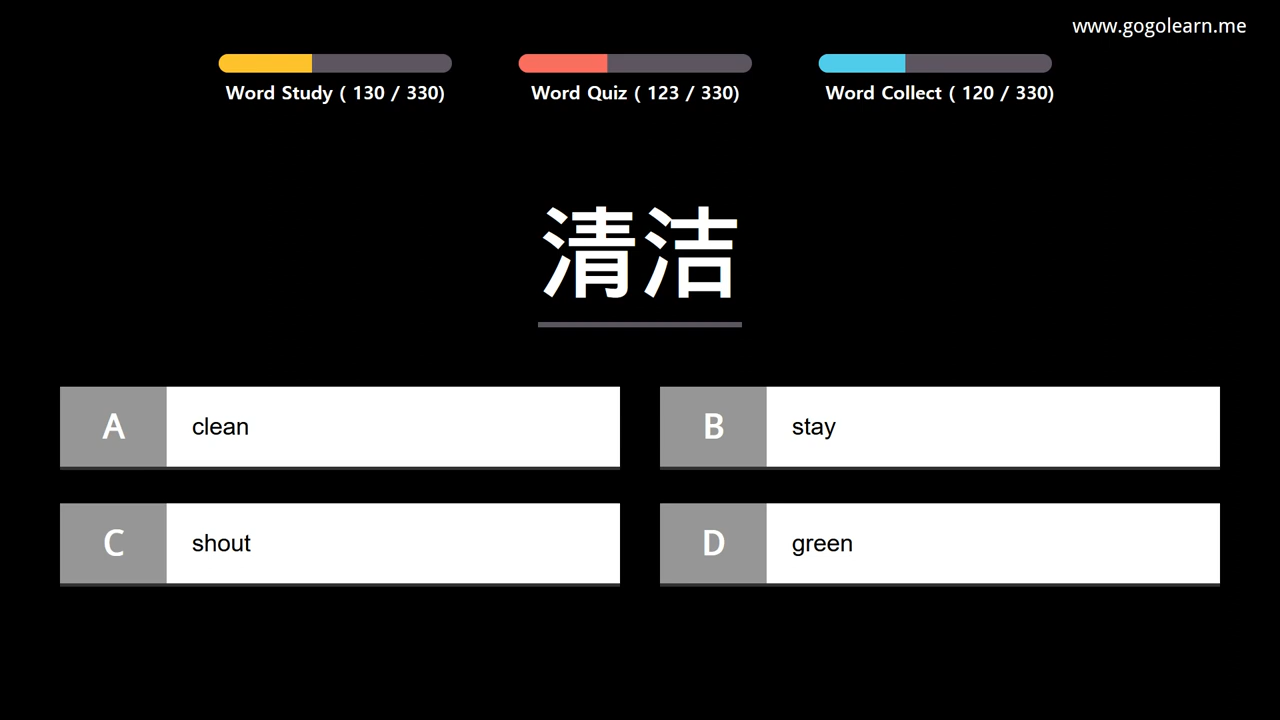 www.gogolearn.me
Word Study ( 130 / 330)
Word Quiz ( 123 / 330)
Word Collect ( 120 / 330)
清洁
A clean
B stay
C shout
D green